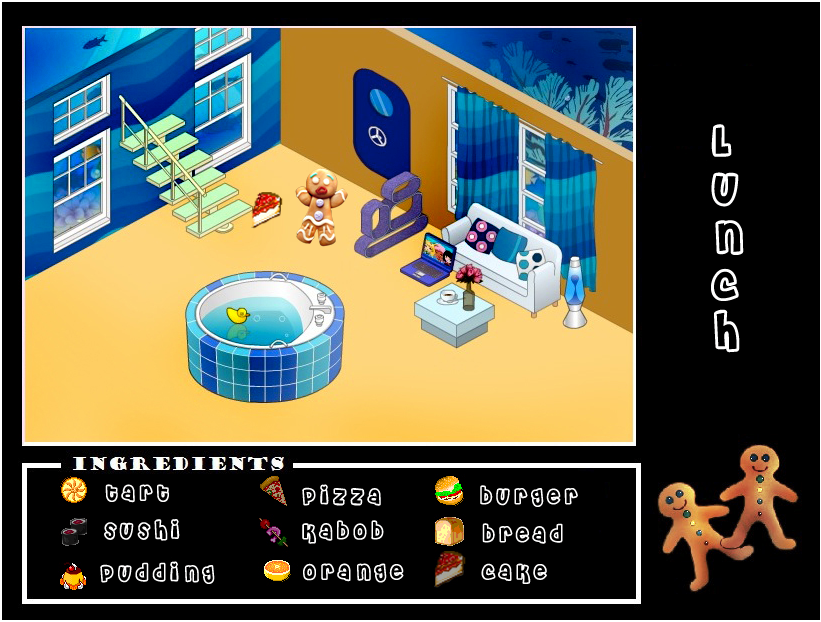 Lunch
INGREDIENTS
tart pizza burger
sushi kabob bread
pudding orange cake